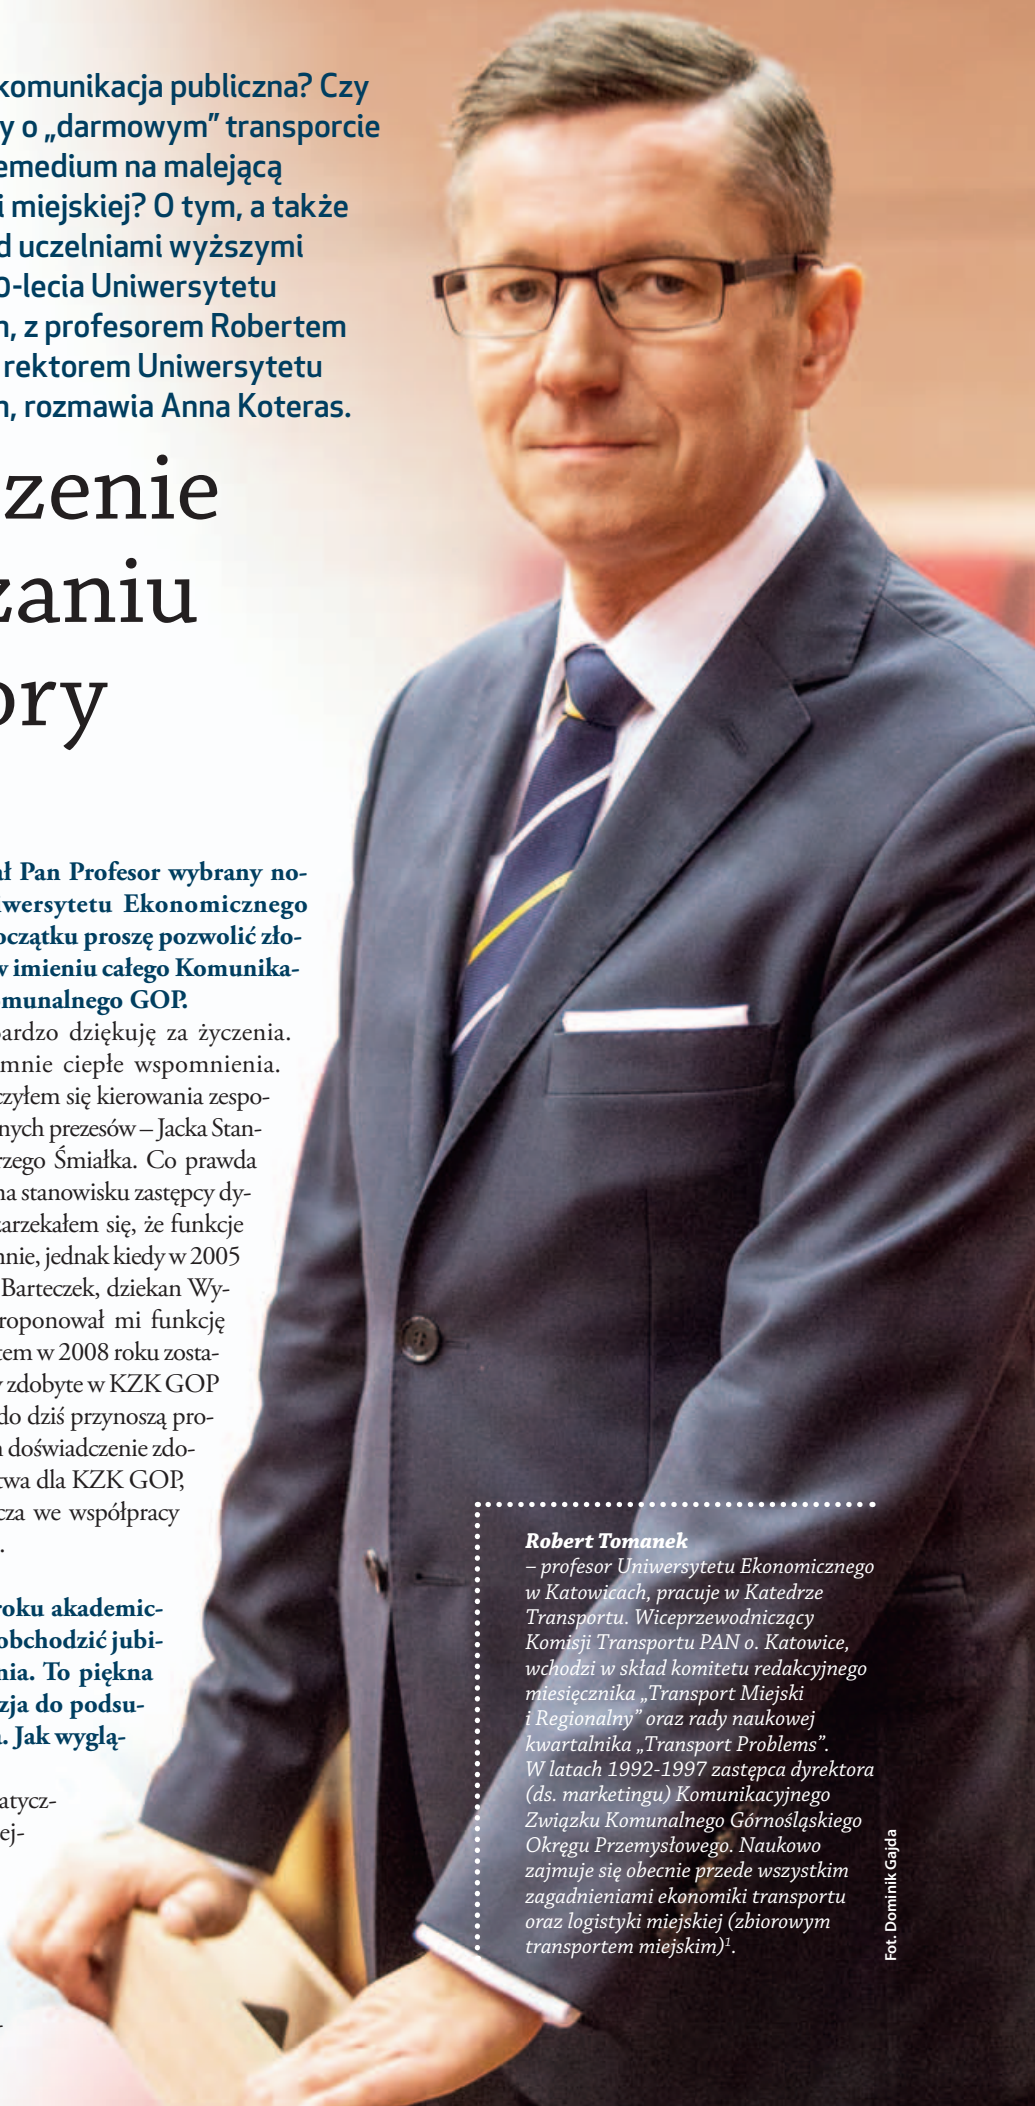 komunikacja publiczna? Czy
y o „darmowym” transporcie
emedium na malejącą
i miejskiej? O tym, a także
d uczelniami wyższymi
0-lecia Uniwersytetu
m, z profesorem Robertem
rektorem Uniwersytetu
m, rozmawia Anna Koteras.
zenie
zaniu
ory
ał Pan Profesor wybrany no-
iwersytetu Ekonomicznego
oczątku proszę pozwolić zło-
w imieniu całego Komunika-
omunalnego GOP.
Bardzo dziękuję za życzenia.
mnie ciepłe wspomnienia.
czyłem się kierowania zespo-
nych prezesów – Jacka Stan-
rzego Śmiałka. Co prawda
na stanowisku zastępcy dy-
zarzekałem się, że funkcje
nnie, jednak kiedy w 2005
Barteczek, dziekan Wy-
roponował mi funkcję
tem w 2008 roku zosta-
y zdobyte w KZK GOP
do dziś przynoszą pro-
n doświadczenie zdo-
twa dla KZK GOP,
cza we współpracy
.
roku akademic-
obchodzić jubi-
nia. To piękna
zja do podsu-
a. Jak wyglą-
atycz-
ej-
-
Robert Tomanek
– profesor Uniwersytetu Ekonomicznego
w Katowicach, pracuje w Katedrze
Transportu. Wiceprzewodniczący
Komisji Transportu PAN o. Katowice,
wchodzi w skład komitetu redakcyjnego
miesięcznika „Transport Miejski
i Regionalny” oraz rady naukowej
kwartalnika „Transport Problems”.
W latach 1992-1997 zastępca dyrektora
(ds. marketingu) Komunikacyjnego
Związku Komunalnego Górnośląskiego
Okręgu Przemysłowego. Naukowo
zajmuje się obecnie przede wszystkim
zagadnieniami ekonomiki transportu
oraz logistyki miejskiej (zbiorowym
transportem miejskim)¹.
Fot. Dominik Gajda